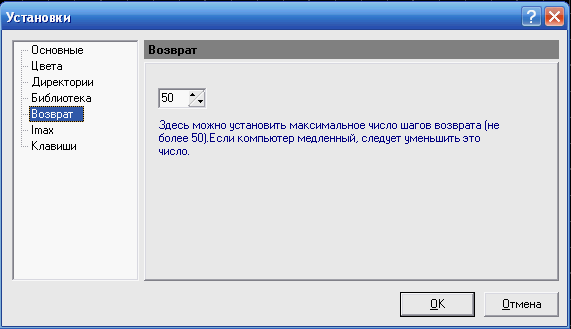 Установки
Основные
Цвета
Директории
Библиотека
Возврат
Imax
Клавиши
Возврат
50
Здесь можно установить максимальное число шагов возврата (не
более 50).Если компьютер медленный, следует уменьшить это
число.
OK
Отмена